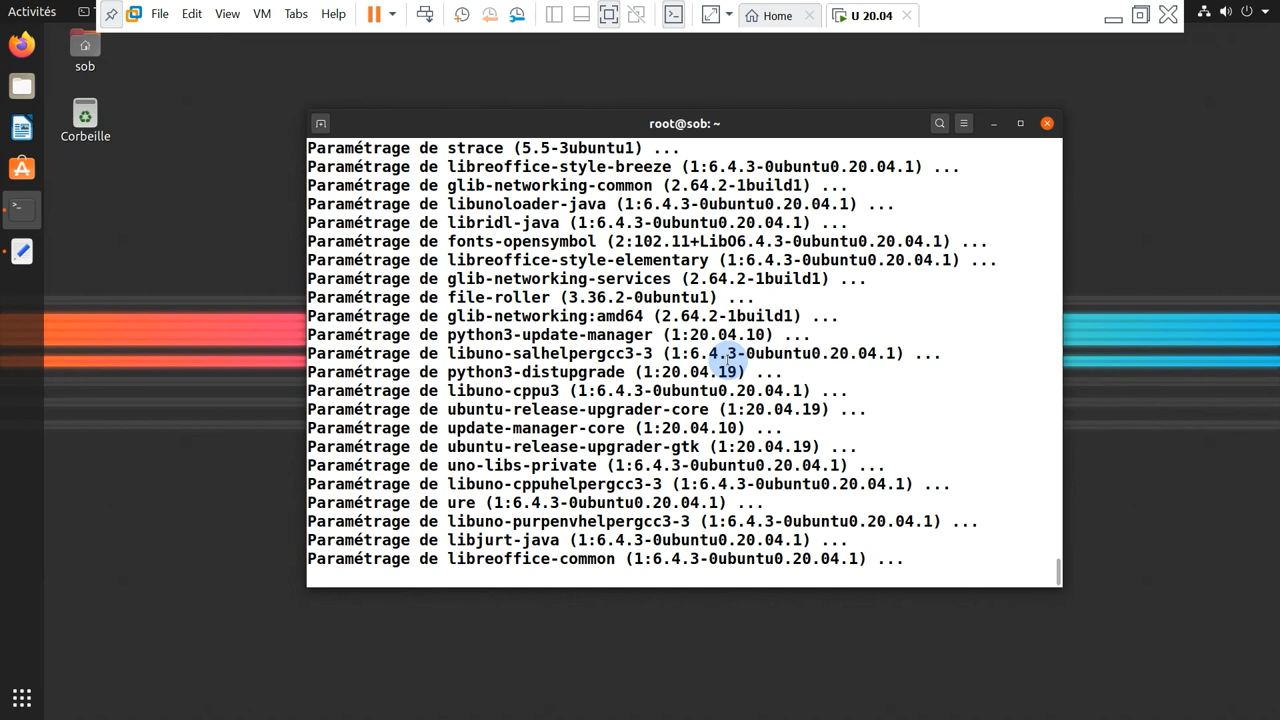 Activités
File Edit View VM Tabs Help
Home
U 20.04
sob
Corbeille
root@sob: ~
Paramétrage de strace (5.5-3ubuntu1) ...
Paramétrage de libreoffice-style-breeze (1:6.4.3-0ubuntu0.20.04.1) ...
Paramétrage de glib-networking-common (2.64.2-1build1) ...
Paramétrage de libunoloader-java (1:6.4.3-0ubuntu0.20.04.1) ...
Paramétrage de libridl-java (1:6.4.3-0ubuntu0.20.04.1) ...
Paramétrage de fonts-opensymbol (2:102.11+LibO6.4.3-0ubuntu0.20.04.1) ...
Paramétrage de libreoffice-style-elementary (1:6.4.3-0ubuntu0.20.04.1) ...
Paramétrage de glib-networking-services (2.64.2-1build1) ...
Paramétrage de file-roller (3.36.2-0ubuntu1) ...
Paramétrage de glib-networking:amd64 (2.64.2-1build1) ...
Paramétrage de python3-update-manager (1:20.04.10) ...
Paramétrage de libuno-salhelpergcc3-3 (1:6.4.3-0ubuntu0.20.04.1) ...
Paramétrage de python3-distupgrade (1:20.04.19) ...
Paramétrage de libuno-cppu3 (1:6.4.3-0ubuntu0.20.04.1) ...
Paramétrage de ubuntu-release-upgrader-core (1:20.04.19) ...
Paramétrage de update-manager-core (1:20.04.10) ...
Paramétrage de ubuntu-release-upgrader-gtk (1:20.04.19) ...
Paramétrage de uno-libs-private (1:6.4.3-0ubuntu0.20.04.1) ...
Paramétrage de libuno-cppuhelpergcc3-3 (1:6.4.3-0ubuntu0.20.04.1) ...
Paramétrage de ure (1:6.4.3-0ubuntu0.20.04.1) ...
Paramétrage de libuno-purpenvhelpergcc3-3 (1:6.4.3-0ubuntu0.20.04.1) ...
Paramétrage de libjurt-java (1:6.4.3-0ubuntu0.20.04.1) ...
Paramétrage de libreoffice-common (1:6.4.3-0ubuntu0.20.04.1) ...